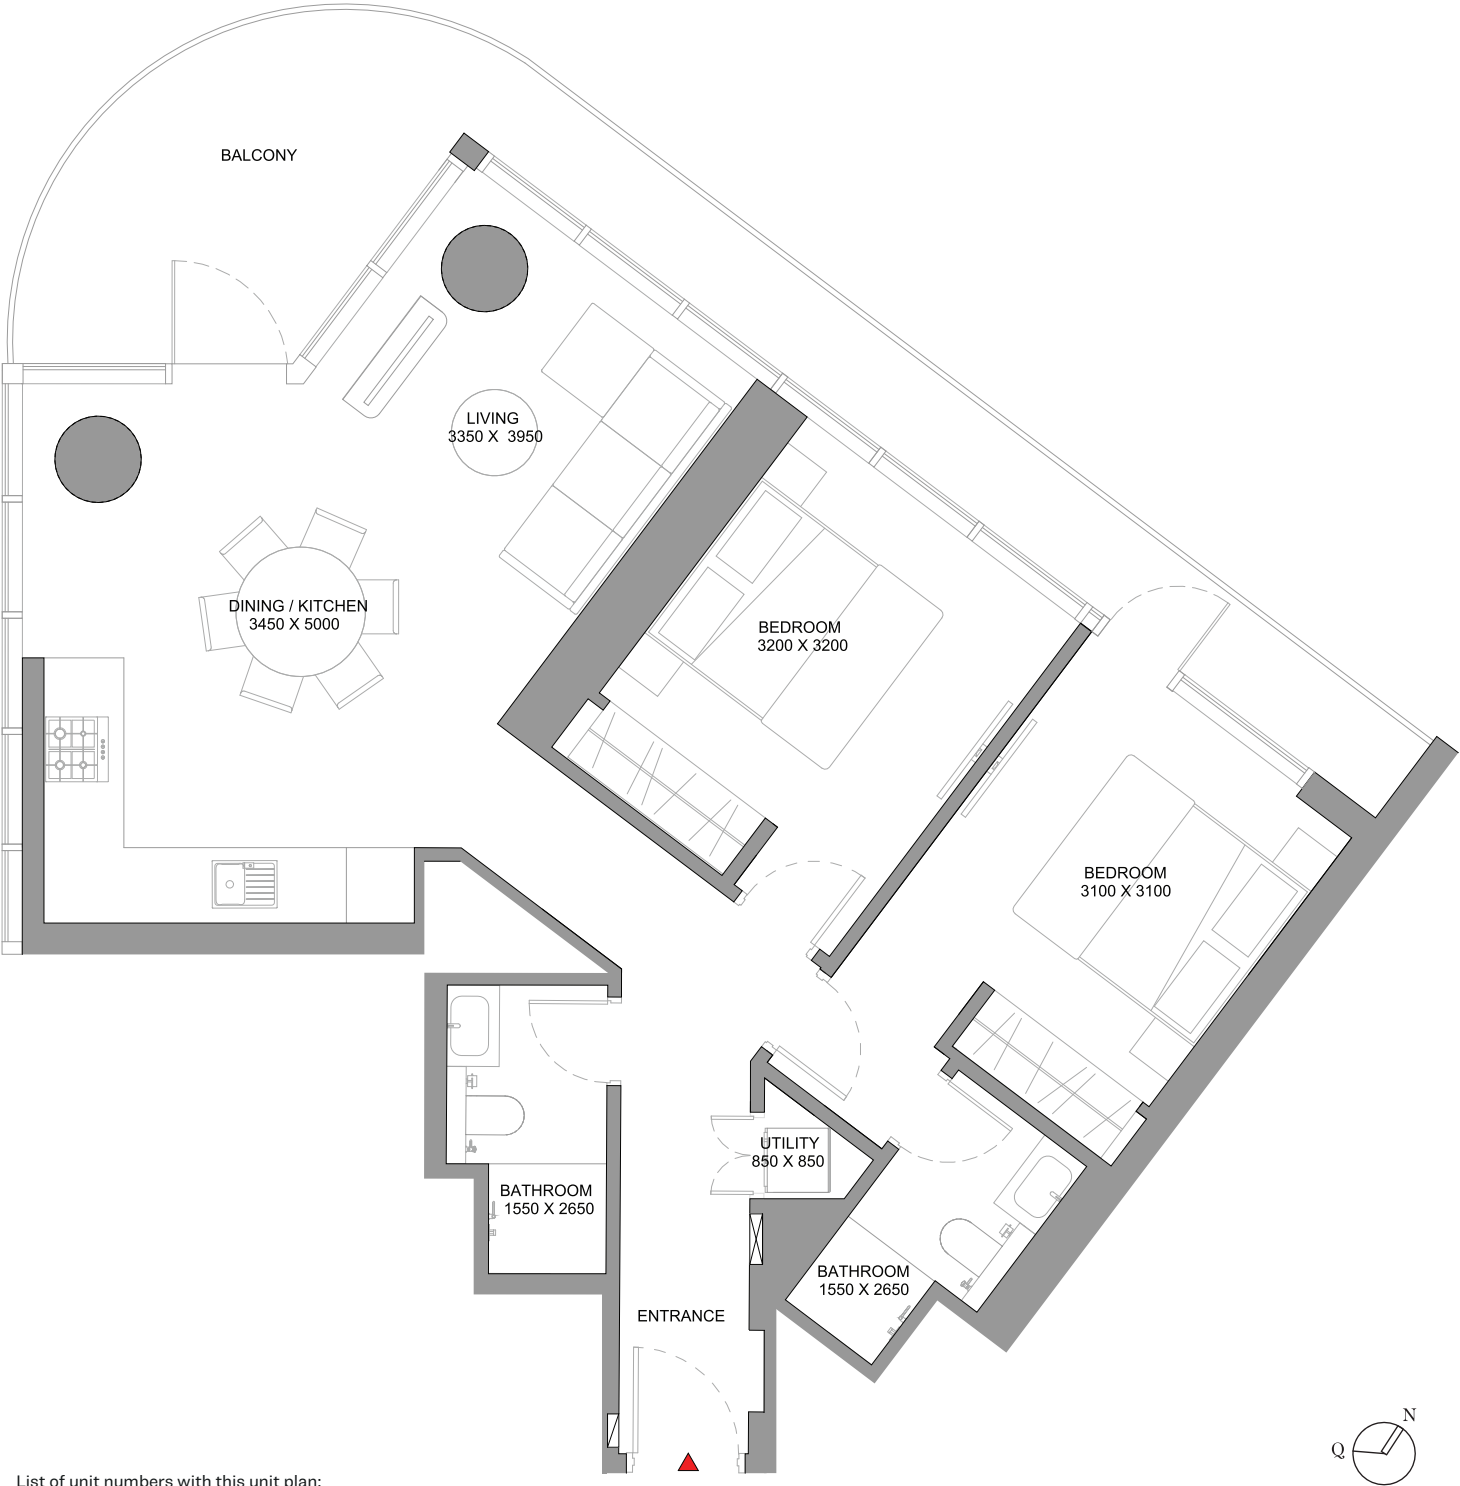 BALCONY
LIVING
3350 X 3950
DINING / KITCHEN
3450 X 5000
BEDROOM
3200 X 3200
BEDROOM
3100 X 3100
UTILITY
850 X 850
BATHROOM
1550 X 2650
BATHROOM
1550 X 2650
ENTRANCE
N
Q
List of unit numbers with this unit plan: